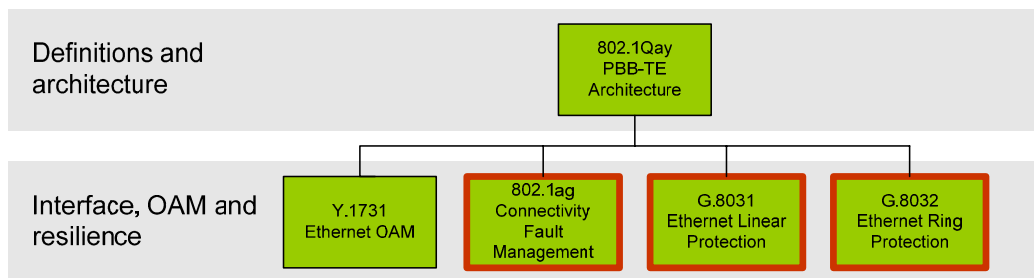 Definitions and
architecture
802.1Qay
PBB-TE
Architecture
Interface, OAM and
resilience
Y.1731
Ethernet OAM
802.1ag
Connectivity
Fault
Management
G.8031
Ethernet Linear
Protection
G.8032
Ethernet Ring
Protection